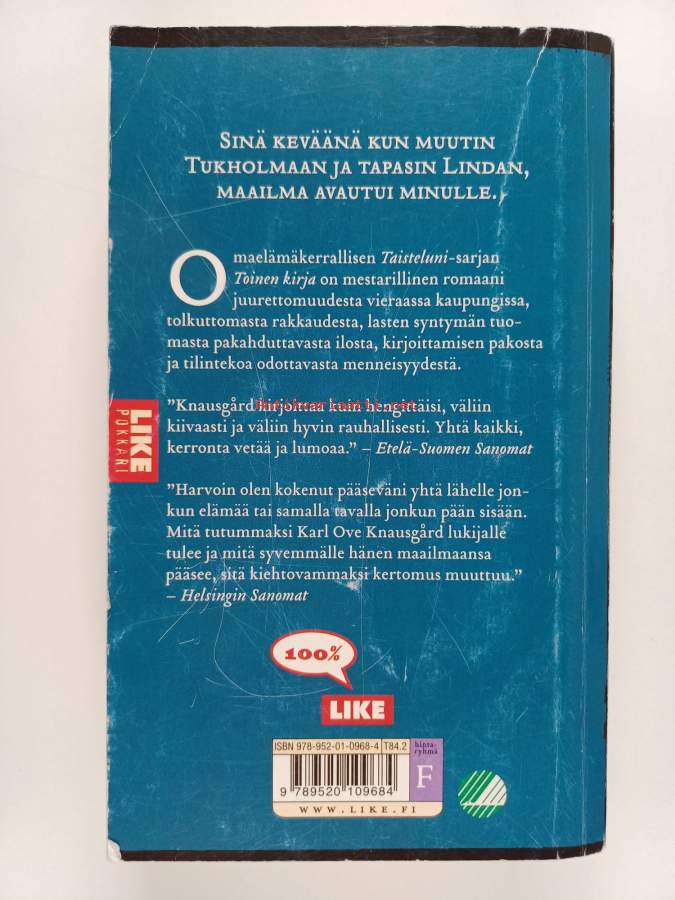 SINÄ KEVÄÄNÄ KUN MUUTIN
TUKHOLMAAN JA TAPASIN LINDAN,
MAAILMA AVAUTUI MINULLE.
Omaelämäkerrallisen Taisteluni-sarjan
Toinen kirja on mestarillinen romaani
juurettomuudesta vieraassa kaupungissa,
tolkuttomasta rakkaudesta, lasten syntymän tuo-
masta pakahduttavasta ilosta, kirjoittamisen pakosta
ja tilintekoa odottavasta menneisyydestä.
”Knausgård kirjoittaa kuin hengittäisi, väliin
kiivaasti ja väliin hyvin rauhallisesti. Yhtä kaikki,
kerronta vetää ja lumoaa.” – Etelä-Suomen Sanomat
”Harvoin olen kokenut pääseväni yhtä lähelle jon-
kun elämää tai samalla tavalla jonkun pään sisään.
Mitä tutummaksi Karl Ove Knausgård lukijalle
tulee ja mitä syvemmälle hänen maailmaansa
pääsee, sitä kiehtovammaksi kertomus muuttuu.”
– Helsingin Sanomat
LIKE
POKKARI
100%
LIKE
ISBN 978-952-01-0968-4 T84.2
hinta-
ryhmä
F
9 789520 109684
WWW.LIKE.FI